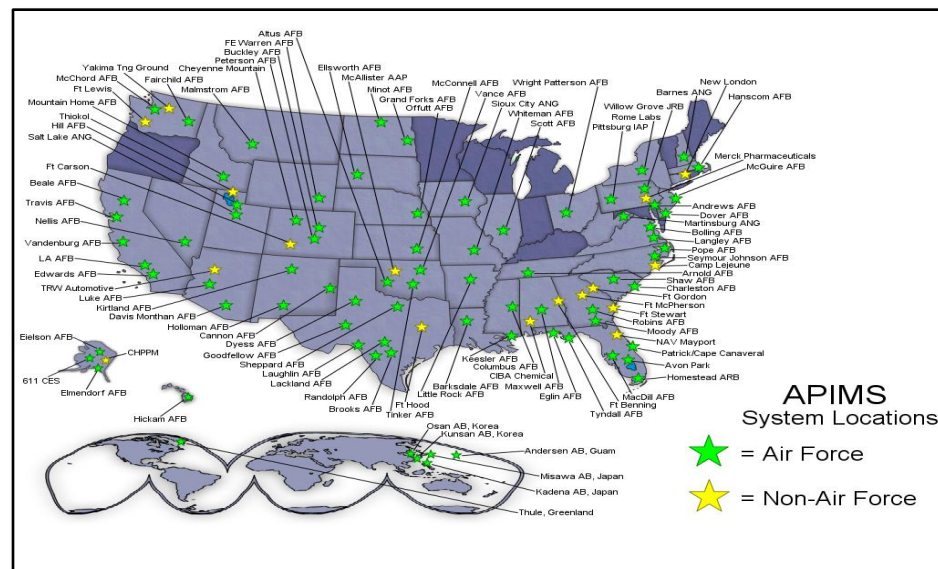 Altus AFB
FE Warren AFB
Buckley AFB
Peterson AFB
Cheyenne Mountain
Yakima Tng Ground
McChord AFB
Fairchild AFB
Ft Lewis
Malmstrom AFB
Mountain Home AFB
Thiokol
Hill AFB
Salt Lake ANG
Ft Carson
Beale AFB
Travis AFB
Nellis AFB
Vandenburg AFB
LA AFB
Edwards AFB
TRW Automotive
Luke AFB
Kirtland AFB
Davis Monthan AFB
Holloman AFB
Cannon AFB
Dyess AFB
Goodfellow AFB
Sheppard AFB
Laughlin AFB
Lackland AFB
Randolph AFB
Brooks AFB
Ft Hood
Tinker AFB
Little Rock AFB
Barksdale AFB
Keesler AFB
Columbus AFB
CIBA Chemical
Maxwell AFB
Eglin AFB
Tyndall AFB
Ft Benning
MacDill AFB
Ellsworth AFB
McAllister AAP
Minot AFB
Grand Forks AFB
Offutt AFB
McConnell AFB
Vance AFB
Sioux City ANG
Whiteman AFB
Scott AFB
Wright Patterson AFB
Willow Grove JRB
Rome Labs
Pittsburg IAP
New London
Barnes ANG
Hanscom AFB
Merck Pharmaceuticals
McGuire AFB
Andrews AFB
Dover AFB
Martinsburg ANG
Bolling AFB
Langley AFB
Pope AFB
Seymour Johnson AFB
Camp Lejeune
Arnold AFB
Shaw AFB
Charleston AFB
Ft Gordon
Ft McPherson
Ft Stewart
Robins AFB
Moody AFB
NAV Mayport
Patrick/Cape Canaveral
Avon Park
Homestead ARB
Eielson AFB
CHPPM
611 CES
Elmendorf AFB
Hickam AFB
Osan AB, Korea
Kunsan AB, Korea
Andersen AB, Guam
Misawa AB, Japan
Kadena AB, Japan
Thule, Greenland
APIMS
System Locations
= Air Force
= Non-Air Force